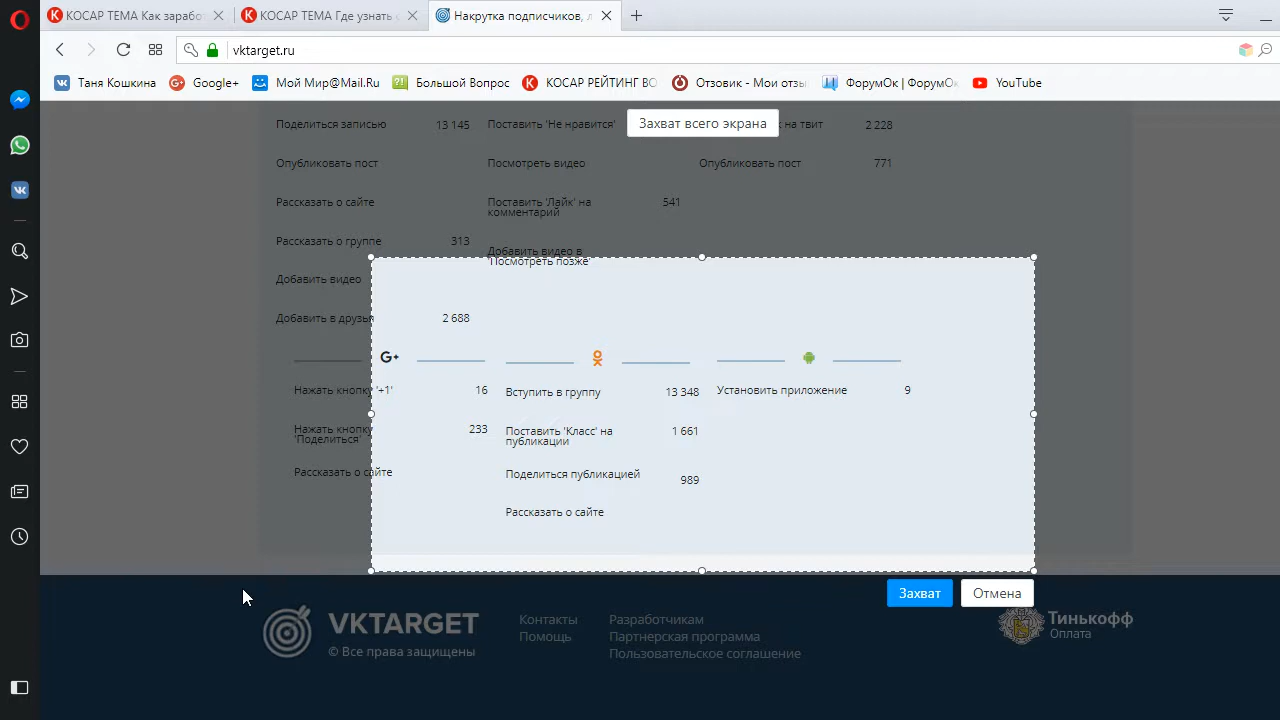 КОСАР ТЕМА Как зарабо
КОСАР ТЕМА Где узнать
Накрутка подписчиков, л
vktarget.ru
Таня Кошкина
Google+
Мой Мир@Mail.Ru
Большой Вопрос
КОСАР РЕЙТИНГ ВО
Отзовик - Мои отзы
ФорумОк | ФорумОк
YouTube
Захват всего экрана
Поделиться записью 13 145
Опубликовать пост
Рассказать о сайте
Рассказать о группе 313
Добавить видео
Добавить в друзья 2 688
Поставить 'Не нравится'
Посмотреть видео
Поставить 'Лайк' на
комментарий 541
Добавить видео в
'Посмотреть позже'
на твит 2 228
Опубликовать пост 771
G+
Нажать кнопку '+1' 16
Нажать кнопку
'Поделиться' 233
Рассказать о сайте
Вступить в группу 13 348
Поставить 'Класс' на
публикации 1 661
Поделиться публикацией 989
Рассказать о сайте
Установить приложение 9
Захват
Отмена
VKTARGET
© Все права защищены
Контакты
Помощь
Разработчикам
Партнерская программа
Пользовательское соглашение
Тинькофф
Оплата